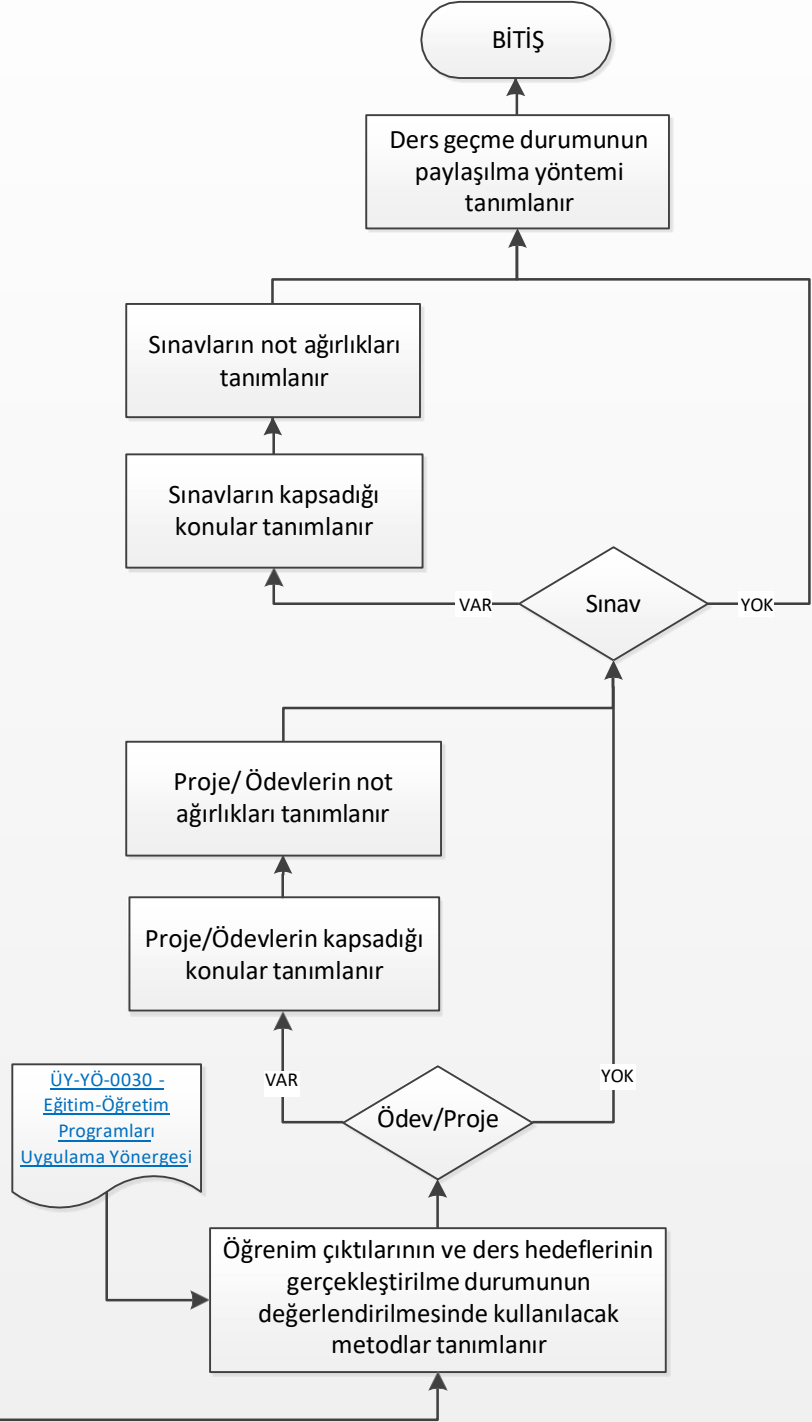 BİTİŞ
Ders geçme durumunun
paylaşılma yöntemi
tanımlanır
Sınavların not ağırlıkları
tanımlanır
Sınavların kapsadığı
konular tanımlanır
VAR
Sınav
YOK
Proje/ Ödevlerin not
ağırlıkları tanımlanır
Proje/Ödevlerin kapsadığı
konular tanımlanır
VAR
YOK
Ödev/Proje
ÜY-YÖ-0030 -
Eğitim-Öğretim
Programları
Uygulama Yönergesi
Öğrenim çıktılarının ve ders hedeflerinin
gerçekleştirilme durumunun
değerlendirilmesinde kullanılacak
metodlar tanımlanır